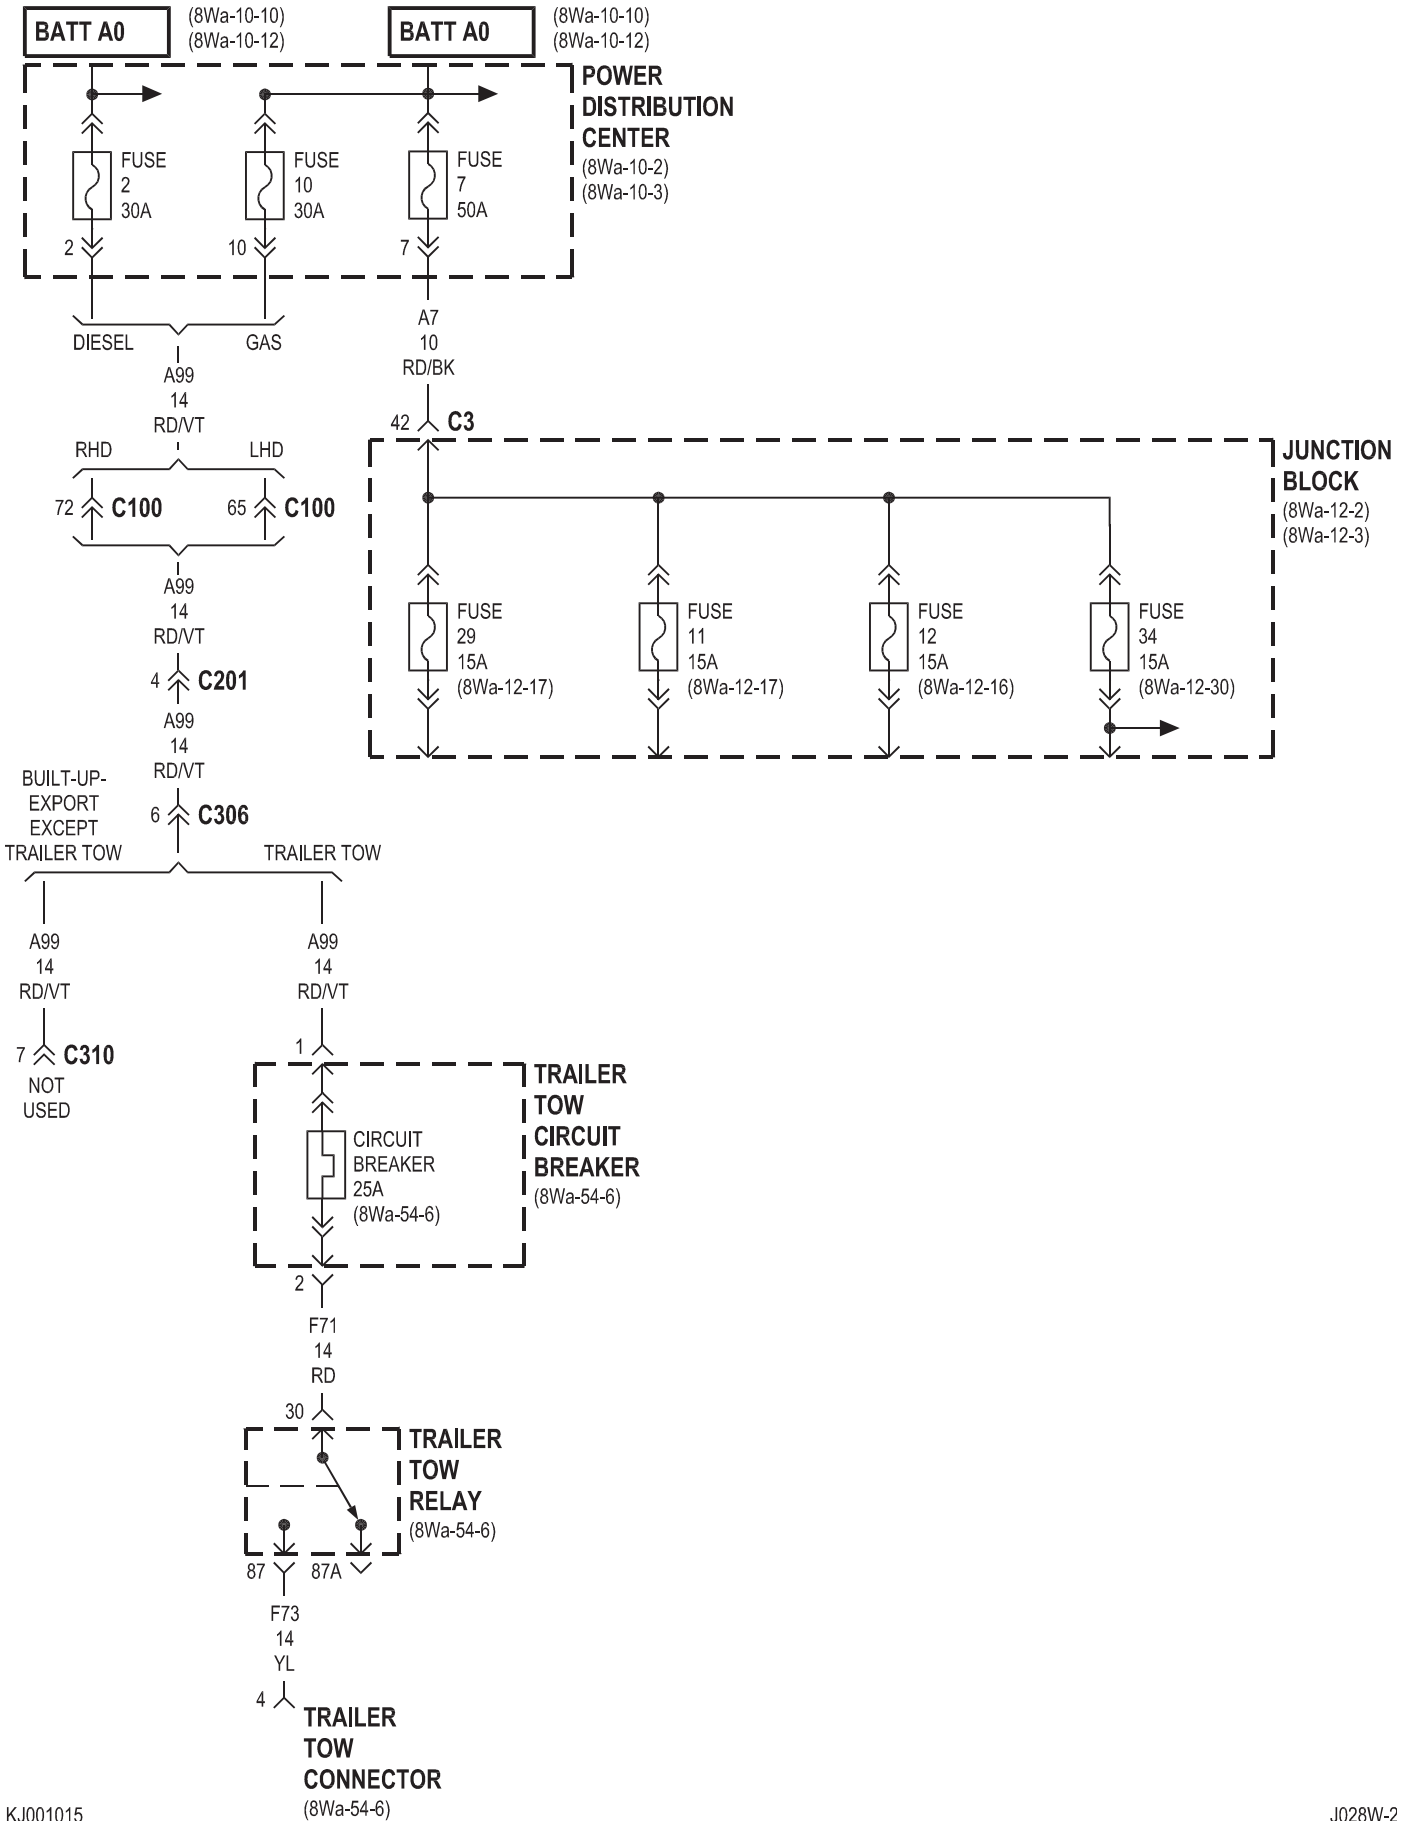 BATT A0
(8Wa-10-10)
(8Wa-10-12)
BATT A0
(8Wa-10-10)
(8Wa-10-12)
POWER
DISTRIBUTION
CENTER
(8Wa-10-2)
(8Wa-10-3)
FUSE
2
30A
FUSE
10
30A
FUSE
7
50A
2
10
7
DIESEL
GAS
A99
14
RD/VT
A7
10
RD/BK
42
C3
RHD
LHD
72
C100
65
C100
JUNCTION
BLOCK
(8Wa-12-2)
(8Wa-12-3)
A99
14
RD/VT
FUSE
29
15A
(8Wa-12-17)
FUSE
11
15A
(8Wa-12-17)
FUSE
12
15A
(8Wa-12-16)
FUSE
34
15A
(8Wa-12-30)
4
C201
A99
14
RD/VT
6
C306
BUILT-UP-
EXPORT
EXCEPT
TRAILER TOW
TRAILER TOW
A99
14
RD/VT
A99
14
RD/VT
7
C310
NOT
USED
1
TRAILER
TOW
CIRCUIT
BREAKER
(8Wa-54-6)
CIRCUIT
BREAKER
25A
(8Wa-54-6)
2
F71
14
RD
30
TRAILER
TOW
RELAY
(8Wa-54-6)
87
87A
F73
14
YL
4
TRAILER
TOW
CONNECTOR
(8Wa-54-6)
KJ001015
J028W-2